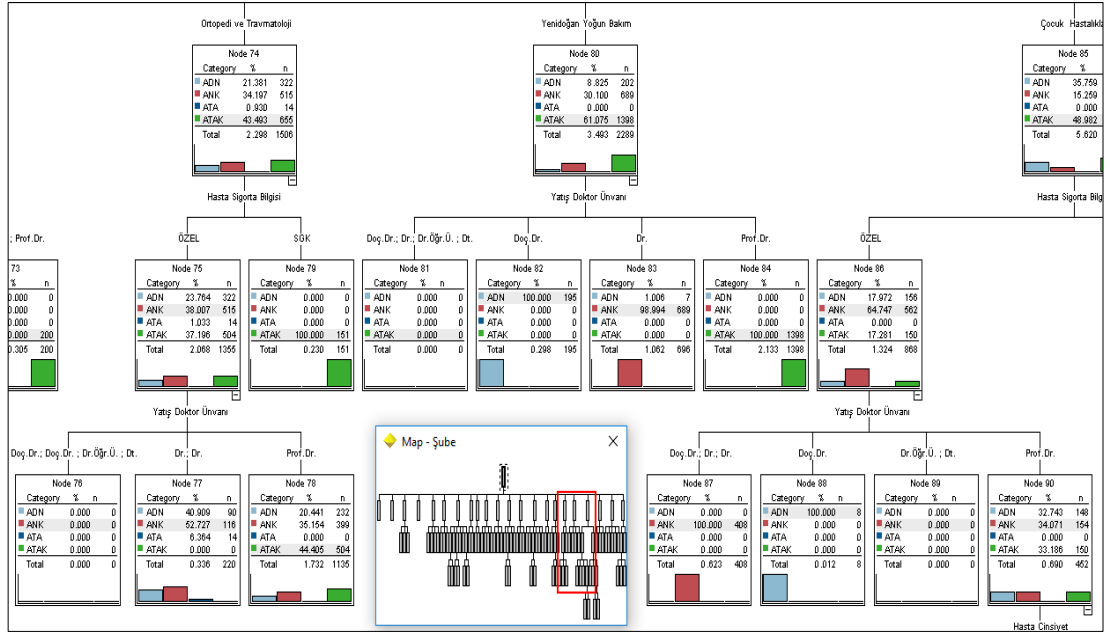 Ortopedi ve Travmatoloji
Node 74
Category % n
ADN 21.381 322
ANK 34.197 515
ATA 0.930 14
ATAK 43.493 655
Total 2.298 1506
Hasta Sigorta Bilgisi
Yenidoğan Yoğun Bakım
Node 80
Category % n
ADN 8.825 202
ANK 30.100 689
ATA 0.000 0
ATAK 61.075 1398
Total 3.493 2289
Yatış Doktor Ünvanı
Çocuk Hastalıkla
Node 85
Category %
ADN 35.759
ANK 15.259
ATA 0.000
ATAK 48.982
Total 5.620
Hasta Sigorta Bilg
; Prof.Dr.
73
% n
0.000 0
0.000 0
0.000 0
0.000 200
0.305 200
ÖZEL
Node 75
Category % n
ADN 23.764 322
ANK 38.007 515
ATA 1.033 14
ATAK 37.196 504
Total 2.068 1355
Yatış Doktor Ünvanı
SGK
Node 79
Category % n
ADN 0.000 0
ANK 0.000 0
ATA 0.000 0
ATAK 100.000 151
Total 0.230 151
Doç.Dr.; Dr.; Dr.Öğr.Ü. ; Dt.
Node 81
Category % n
ADN 0.000 0
ANK 0.000 0
ATA 0.000 0
ATAK 0.000 0
Total 0.000 0
Doç.Dr.
Node 82
Category % n
ADN 100.000 195
ANK 0.000 0
ATA 0.000 0
ATAK 0.000 0
Total 0.298 195
Dr.
Node 83
Category % n
ADN 1.006 7
ANK 98.994 689
ATA 0.000 0
ATAK 0.000 0
Total 1.062 696
Prof.Dr.
Node 84
Category % n
ADN 0.000 0
ANK 0.000 0
ATA 0.000 0
ATAK 100.000 1398
Total 2.133 1398
ÖZEL
Node 86
Category % n
ADN 17.972 156
ANK 64.747 562
ATA 0.000 0
ATAK 17.281 150
Total 1.324 868
Yatış Doktor Ünvanı
Doç.Dr.; Doç.Dr. ; Dr.Öğr.Ü. ; Dt.
Node 76
Category % n
ADN 0.000 0
ANK 0.000 0
ATA 0.000 0
ATAK 0.000 0
Total 0.000 0
Dr.; Dr.
Node 77
Category % n
ADN 40.909 90
ANK 52.727 116
ATA 6.364 14
ATAK 0.000 0
Total 0.336 220
Prof.Dr.
Node 78
Category % n
ADN 20.441 232
ANK 35.154 399
ATA 0.000 0
ATAK 44.405 504
Total 1.732 1135
Map - Şube
Doç.Dr.; Dr.; Dr.
Node 87
Category % n
ADN 0.000 0
ANK 100.000 408
ATA 0.000 0
ATAK 0.000 0
Total 0.623 408
Doç.Dr.
Node 88
Category % n
ADN 100.000 8
ANK 0.000 0
ATA 0.000 0
ATAK 0.000 0
Total 0.012 8
Dr.Öğr.Ü. ; Dt.
Node 89
Category % n
ADN 0.000 0
ANK 0.000 0
ATA 0.000 0
ATAK 0.000 0
Total 0.000 0
Prof.Dr.
Node 90
Category % n
ADN 32.743 148
ANK 34.071 154
ATA 0.000 0
ATAK 33.186 150
Total 0.690 452
Hasta Cinsiyet